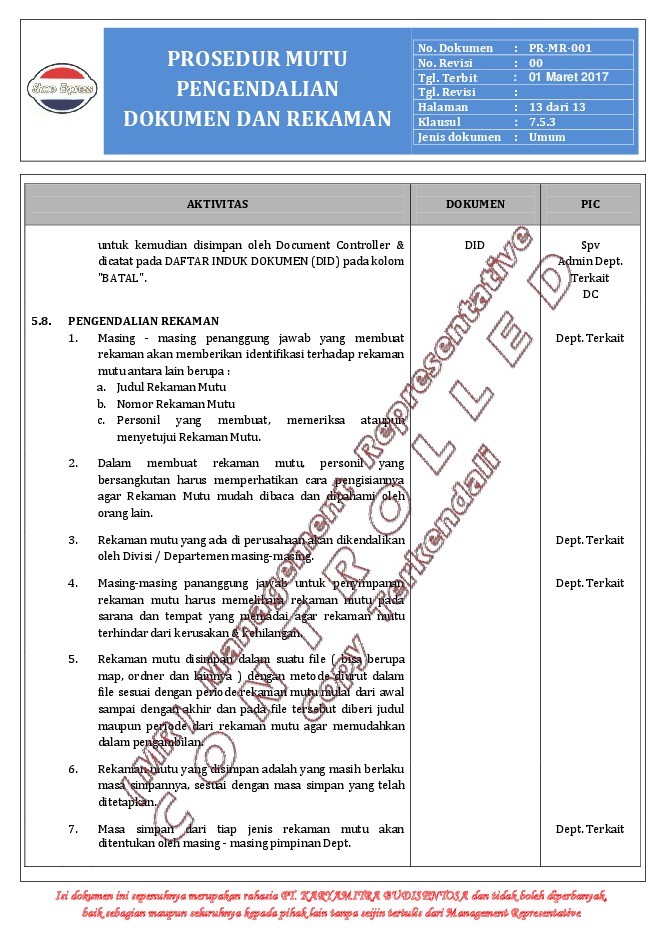 Shoes Express
PROSEDUR MUTU
PENGENDALIAN
DOKUMEN DAN REKAMAN
No. Dokumen : PR-MR-001
No. Revisi : 00
Tgl. Terbit : 01 Maret 2017
Tgl. Revisi :
Halaman : 13 dari 13
Klausul : 7.5.3
Jenis dokumen : Umum
AKTIVITAS DOKUMEN PIC
untuk kemudian disimpan oleh Document Controller & DID Spv
dicatat pada DAFTAR INDUK DOKUMEN (DID) pada kolom Admin Dept.
"BATAL". Terkait
DC
5.8. PENGENDALIAN REKAMAN
1. Masing - masing penanggung jawab yang membuat Dept. Terkait
rekaman akan memberikan identifikasi terhadap rekaman
mutu antara lain berupa :
a. Judul Rekaman Mutu
b. Nomor Rekaman Mutu
c. Personil yang membuat, memeriksa ataupun
menyetujui Rekaman Mutu.
2. Dalam membuat rekaman mutu, personil yang
bersangkutan harus memperhatikan cara pengisiannya
agar Rekaman Mutu mudah dibaca dan dipahami oleh
orang lain.
3. Rekaman mutu yang ada di perusahaan akan dikendalikan Dept. Terkait
oleh Divisi / Departemen masing-masing.
4. Masing-masing pananggung jawab untuk penyimpanan Dept. Terkait
rekaman mutu harus memelihara rekaman mutu pada
sarana dan tempat yang memadai agar rekaman mutu
terhindar dari kerusakan & kehilangan.
5. Rekaman mutu disimpan dalam suatu file ( bisa berupa
map, ordner dan lainnya ) dengan metode diurut dalam
file sesuai dengan periode rekaman mutu mulai dari awal
sampai dengan akhir dan pada file tersebut diberi judul
maupun periode dari rekaman mutu agar memudahkan
dalam pengambilan.
6. Rekaman mutu yang disimpan adalah yang masih berlaku
masa simpannya, sesuai dengan masa simpan yang telah
ditetapkan.
7. Masa simpan dari tiap jenis rekaman mutu akan Dept. Terkait
ditentukan oleh masing - masing pimpinan Dept.
IMRI Management Representative
CONTROLLED
Copy Terkendali
Isi dokumen ini sepenuhnya merupakan rahasia PT. KARYAMITRA BUDISENTOSA dan tidak boleh diperbanyak,
baik sebagian maupun seluruhnya kepada pihak lain tanpa seijin tertulis dari Management Representative